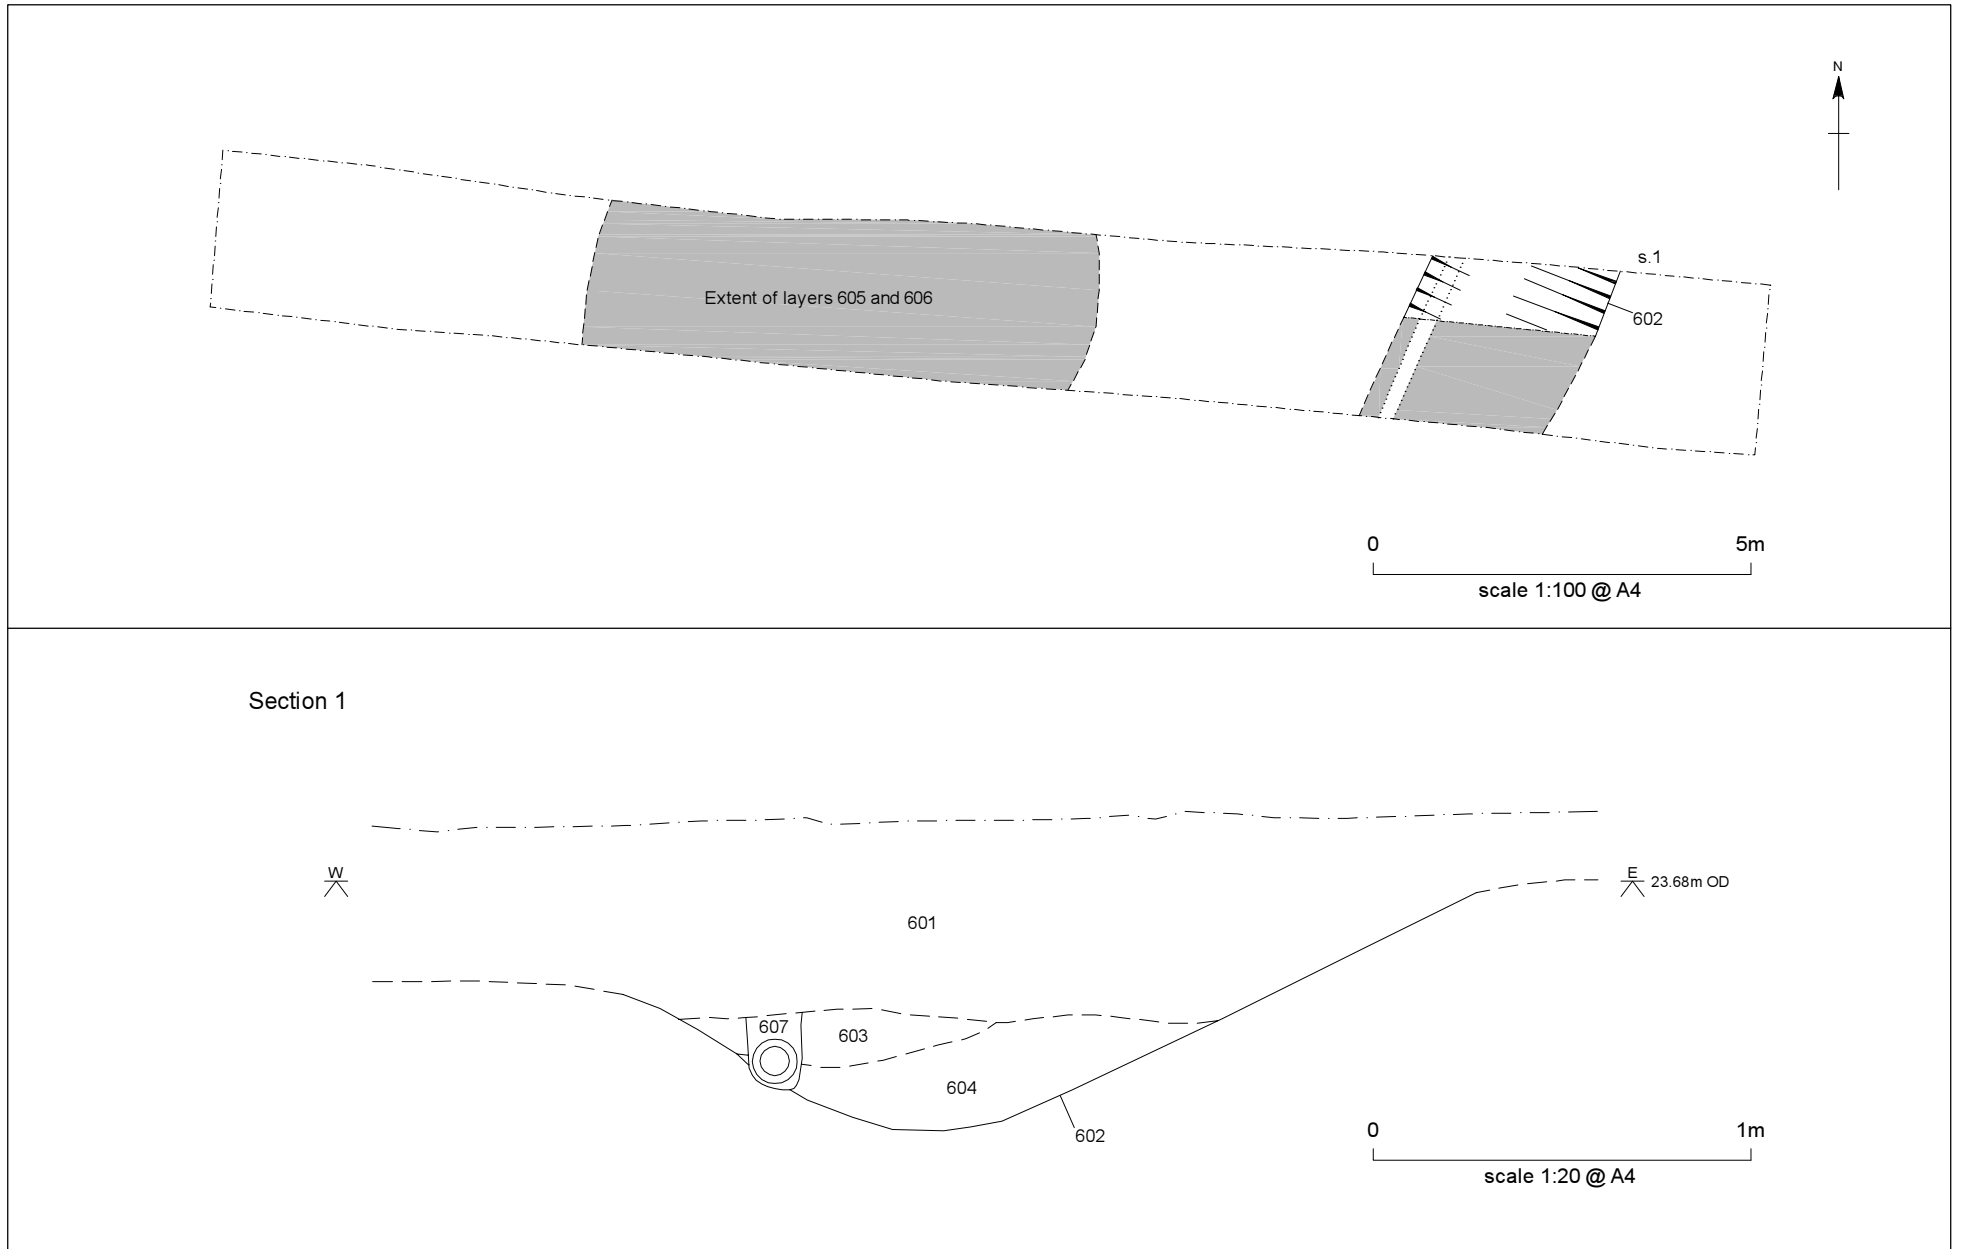 N
s.1
Extent of layers 605 and 606
602
0 5m
scale 1:100 @ A4
Section 1
W
E 23.68m OD
601
607
603
604
602
0 1m
scale 1:20 @ A4